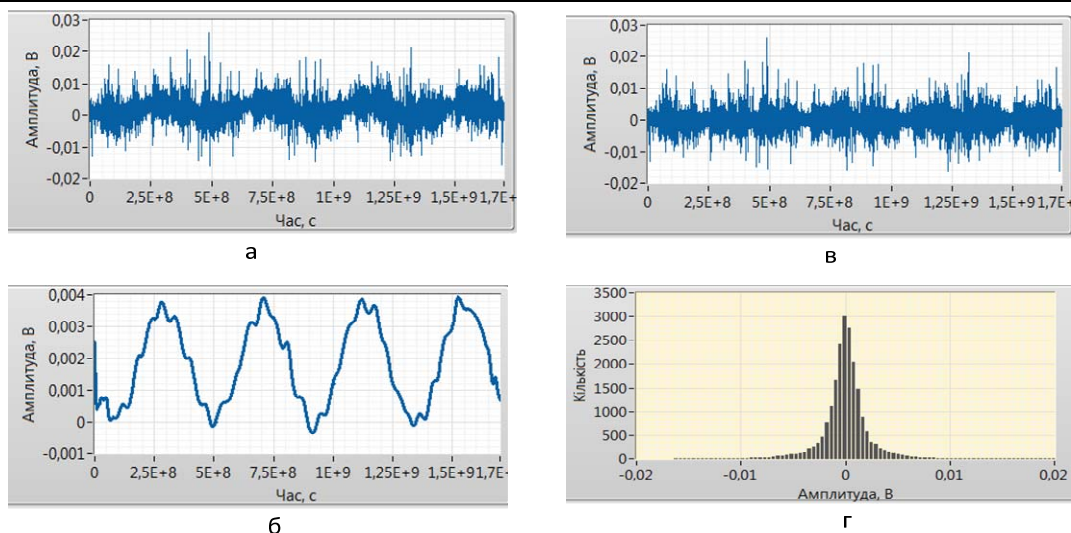 0,03
0,02
0,01
0
-0,01
-0,02
Амплитуда, В
0 2,5E+8 5E+8 7,5E+8 1E+9 1,25E+9 1,5E+9 1,7E+
Час, с
а
0,03
0,02
0,01
0
-0,01
-0,02
Амплитуда, В
0 2,5E+8 5E+8 7,5E+8 1E+9 1,25E+9 1,5E+9 1,7E+
Час, с
в
0,004
0,003
0,002
0,001
0
-0,001
Амплитуда, В
0 2,5E+8 5E+8 7,5E+8 1E+9 1,25E+9 1,5E+9 1,7E+
Час, с
б
3500
3000
2500
2000
1500
1000
500
0
Кількість
-0,02 -0,01 0 0,01 0,02
Амплитуда, В
г